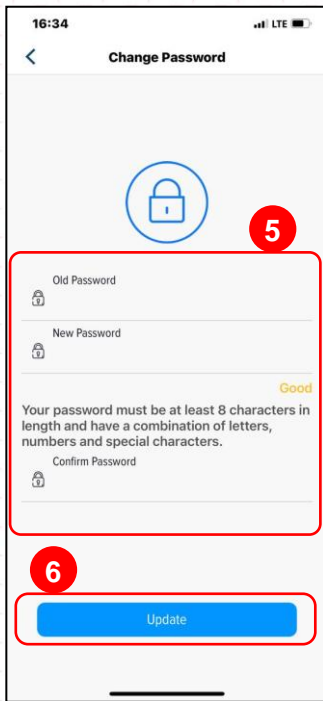 16:34 LTE
Change Password
5
Old Password
New Password
Good
Your password must be at least 8 characters in
length and have a combination of letters,
numbers and special characters.
Confirm Password
6
Update